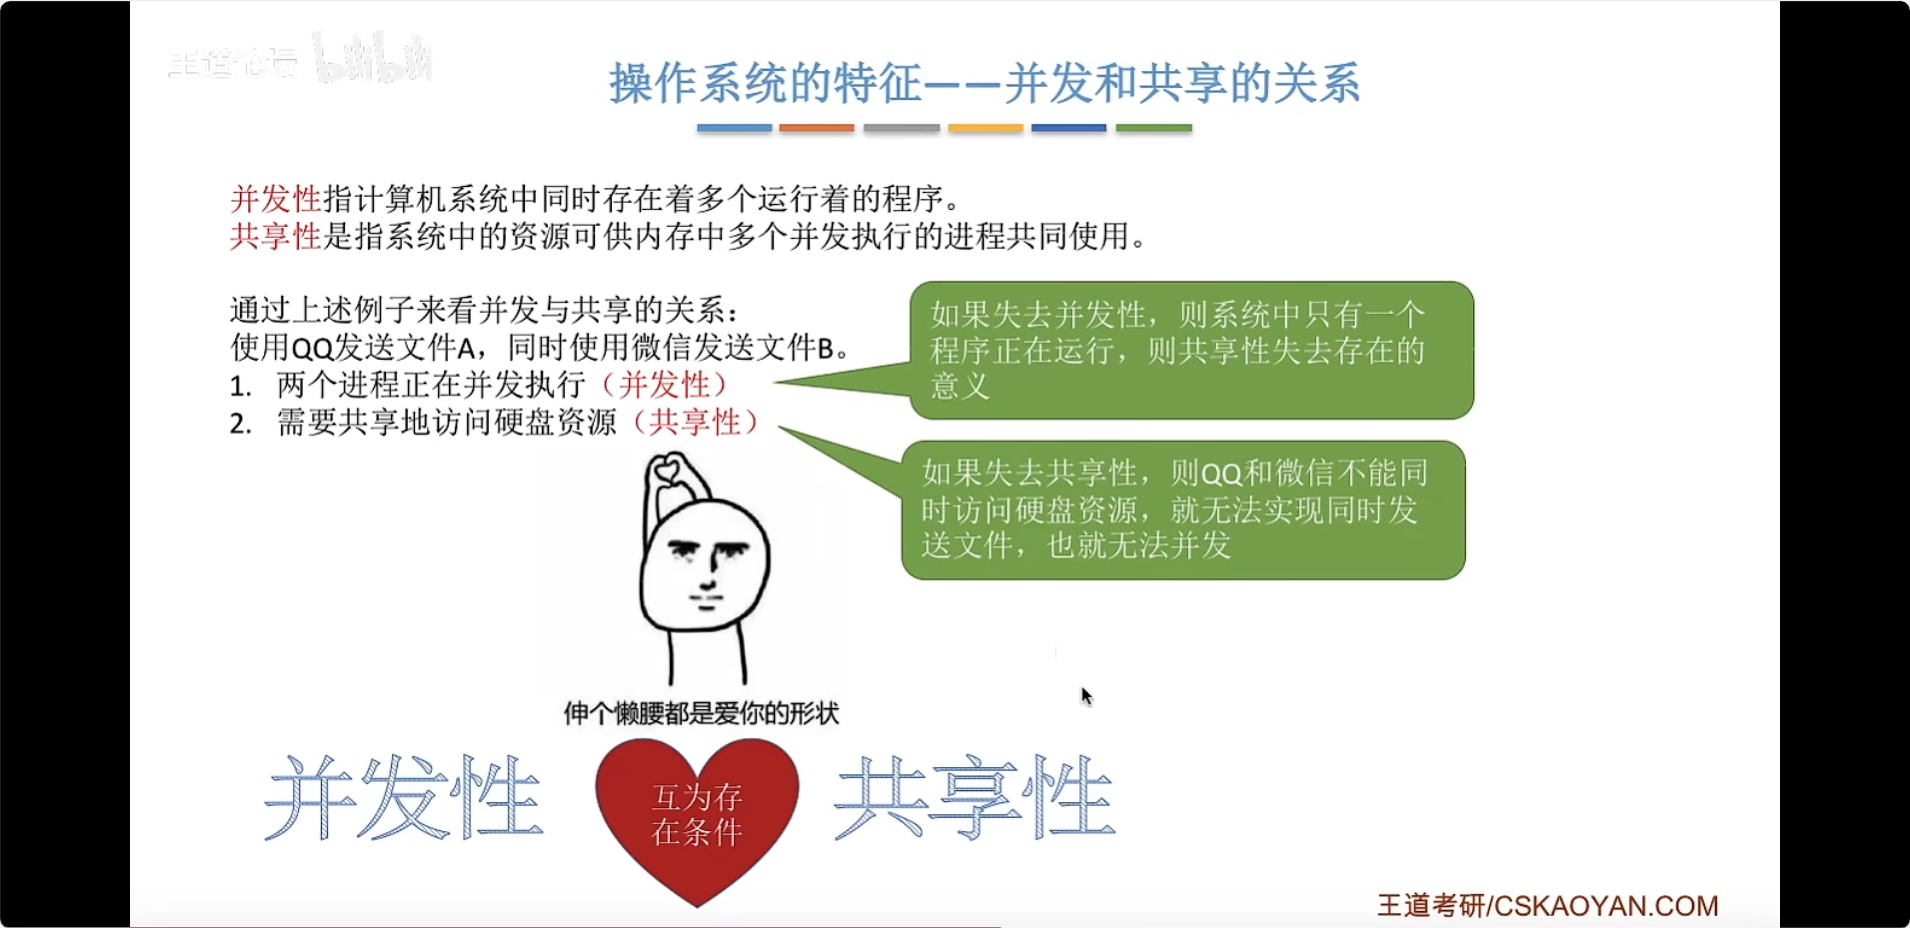 王道论坛 bilibili
操作系统的特征——并发和共享的关系
并发性指计算机系统中同时存在着多个运行着的程序。
共享性是指系统中的资源可供内存中多个并发执行的进程共同使用。
通过上述例子来看并发与共享的关系：
使用QQ发送文件A，同时使用微信发送文件B。
1. 两个进程正在并发执行（并发性）
2. 需要共享地访问硬盘资源（共享性）
如果失去并发性，则系统中只有一个
程序正在运行，则共享性失去存在的
意义
如果失去共享性，则QQ和微信不能同
时访问硬盘资源，就无法实现同时发
送文件，也就无法并发
伸个懒腰都是爱你的形状
并发性
互为存
在条件
共享性
王道考研/CSKAOYAN.COM